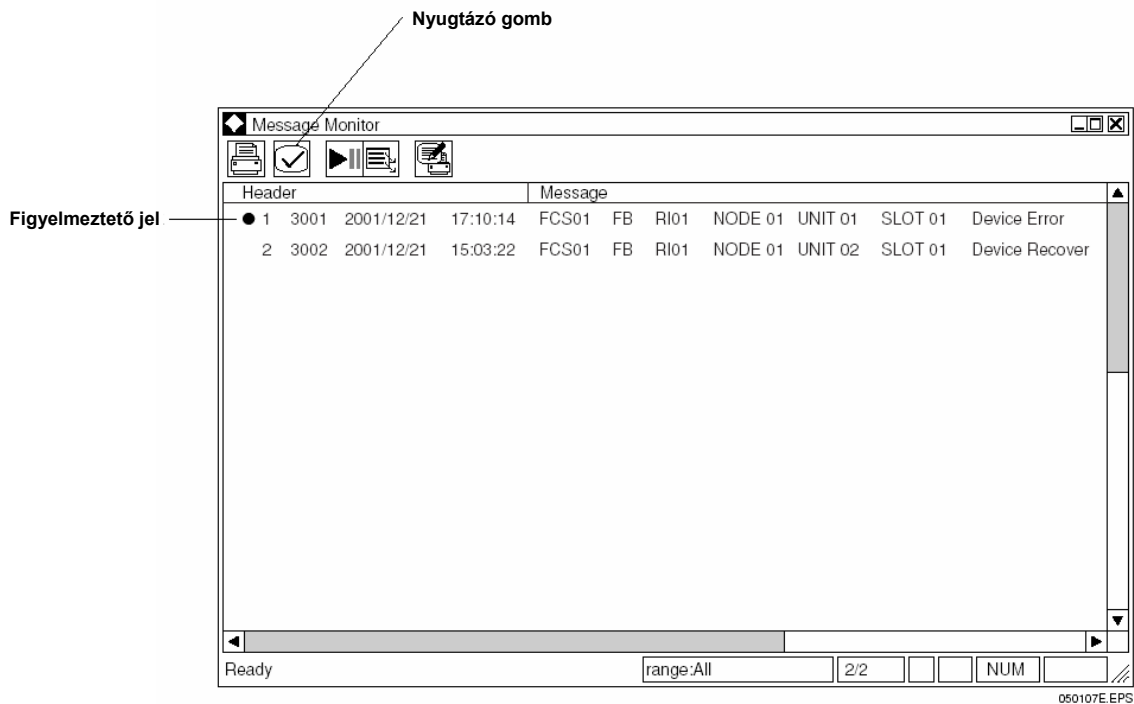 Nyugtázó gomb
Message Monitor
Header Message
Figyelmeztető jel
1 3001 2001/12/21 17:10:14 FCS01 FB RI01 NODE 01 UNIT 01 SLOT 01 Device Error
2 3002 2001/12/21 15:03:22 FCS01 FB RI01 NODE 01 UNIT 02 SLOT 01 Device Recover
Ready range:All 2/2 NUM
050107E.EPS